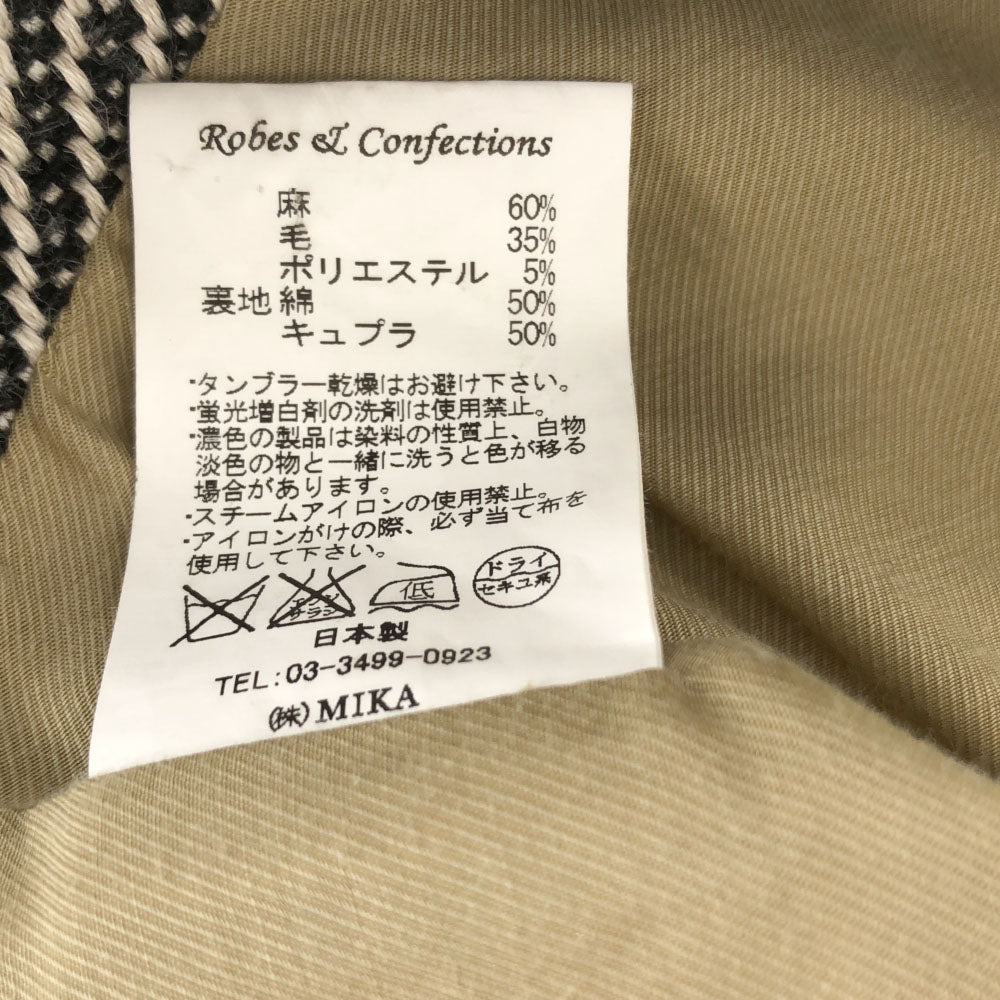 Robes & Confections
麻 60%
毛 35%
ポリエステル 5%
裏地 綿 50%
キュプラ 50%
・タンブラー乾燥はお避け下さい。
・蛍光増白剤の洗剤は使用禁止。
・濃色の製品は染料の性質上、白物
淡色の物と一緒に洗うと色が移る
場合があります。
・スチームアイロンの使用禁止。
・アイロンがけの際、必ず当て布を
使用して下さい。
エンソ
サラシ
低
ドライ
セキユ系
日本製
TEL:03-3499-0923
㈱MIKA